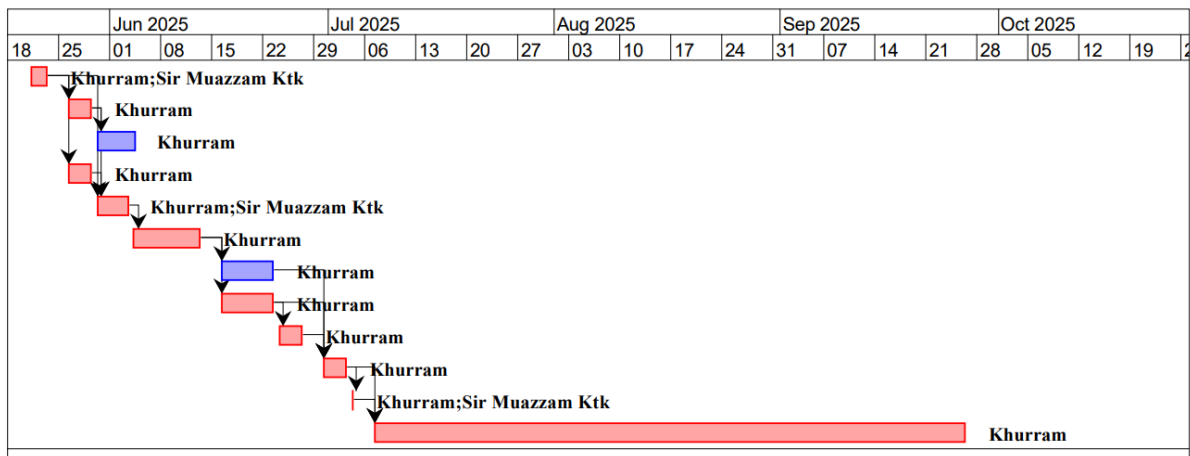 Jun 2025 Jul 2025 Aug 2025 Sep 2025 Oct 2025
18 25 01 08 15 22 29 06 13 20 27 03 10 17 24 31 07 14 21 28 05 12 19
Khurram;Sir Muazzam Ktk
Khurram
Khurram
Khurram
Khurram;Sir Muazzam Ktk
Khurram
Khurram
Khurram
Khurram
Khurram
Khurram;Sir Muazzam Ktk
Khurram